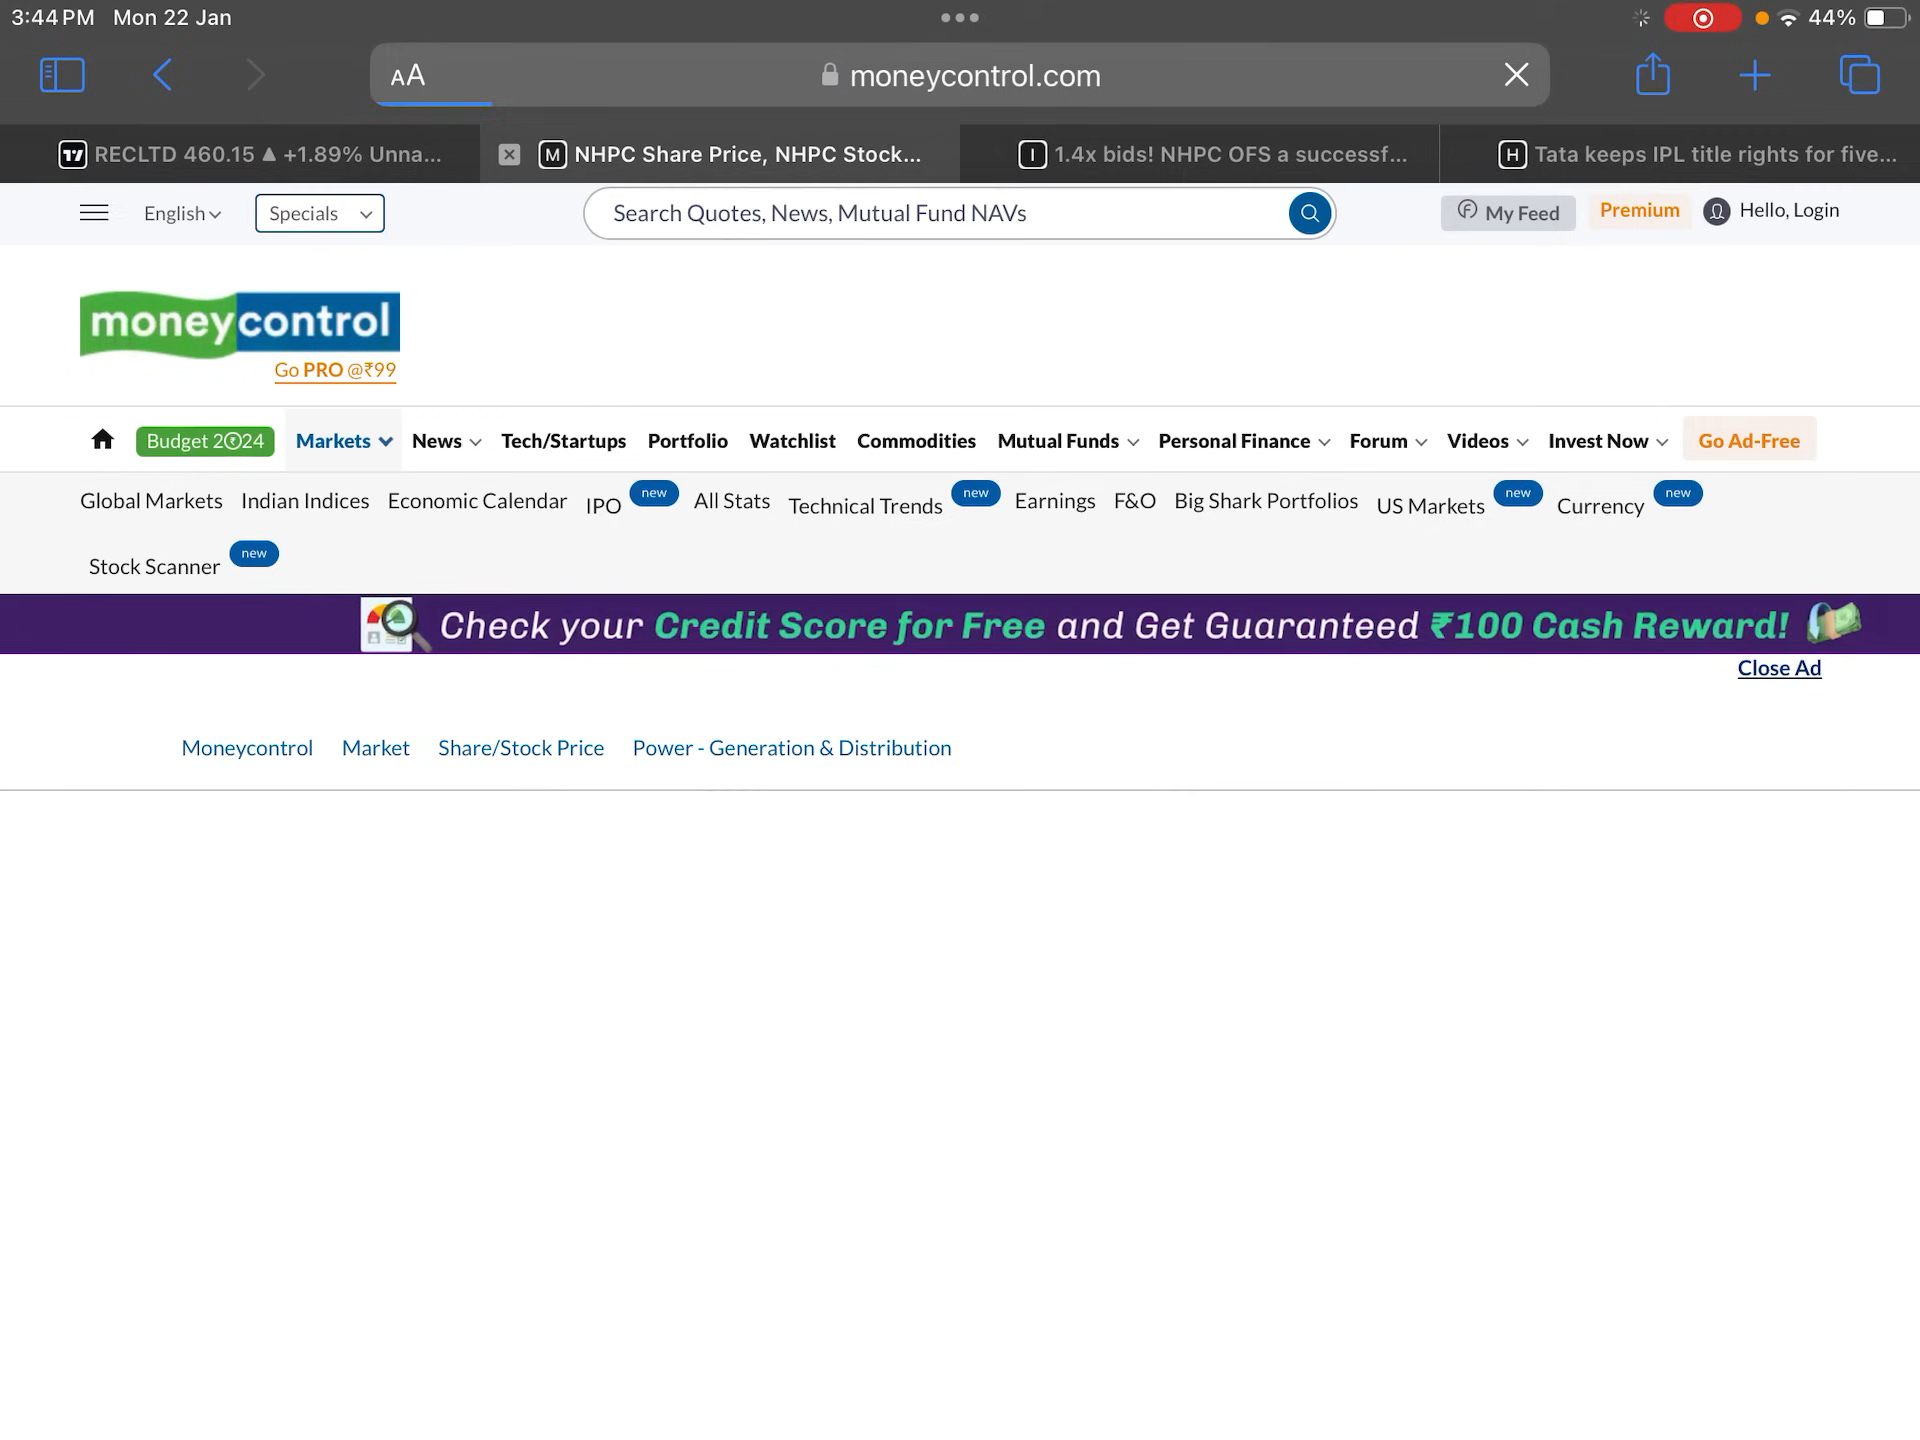 3:44 PM Mon 22 Jan
44%
AA moneycontrol.com
RECLTD 460.15 ▲ +1.89% Unna...
M NHPC Share Price, NHPC Stock...
I 1.4x bids! NHPC OFS a successf...
H Tata keeps IPL title rights for five...
English Specials Search Quotes, News, Mutual Fund NAVs My Feed Premium Hello, Login
moneycontrol
Go PRO @₹99
Budget 2₹24 Markets News Tech/Startups Portfolio Watchlist Commodities Mutual Funds Personal Finance Forum Videos Invest Now Go Ad-Free
Global Markets Indian Indices Economic Calendar IPO new All Stats Technical Trends new Earnings F&O Big Shark Portfolios US Markets new Currency new
Stock Scanner new
Check your Credit Score for Free and Get Guaranteed ₹100 Cash Reward!
Close Ad
Moneycontrol Market Share/Stock Price Power - Generation & Distribution